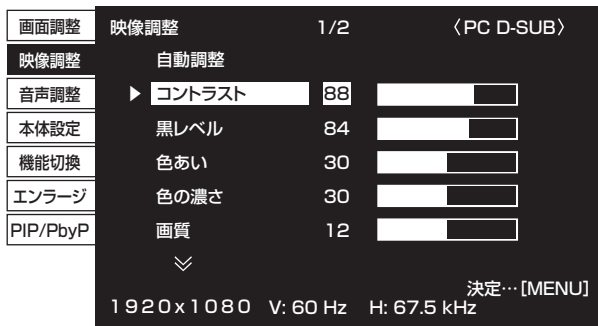 画面調整
映像調整
音声調整
本体設定
機能切換
エンラージ
PIP/PbyP
映像調整 1/2 〈PC D-SUB〉
自動調整
コントラスト 88
黒レベル 84
色あい 30
色の濃さ 30
画質 12
決定…[MENU]
1920x1080 V: 60 Hz H: 67.5 kHz